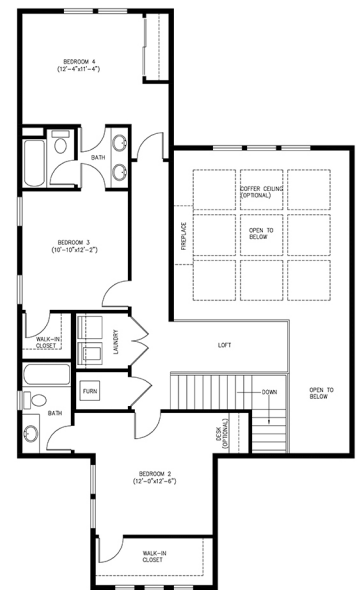 BEDROOM 4
(12'-4"x11'-4")
BATH
COFFER CEILING
(OPTIONAL)
FIREPLACE
OPEN TO
BELOW
BEDROOM 3
(10'-10"x12'-2")
WALK-IN
CLOSET
LAUNDRY
LOFT
FURN
DOWN
OPEN TO
BELOW
BATH
DESK
(OPTIONAL)
BEDROOM 2
(12'-0"x12'-6")
WALK-IN
CLOSET